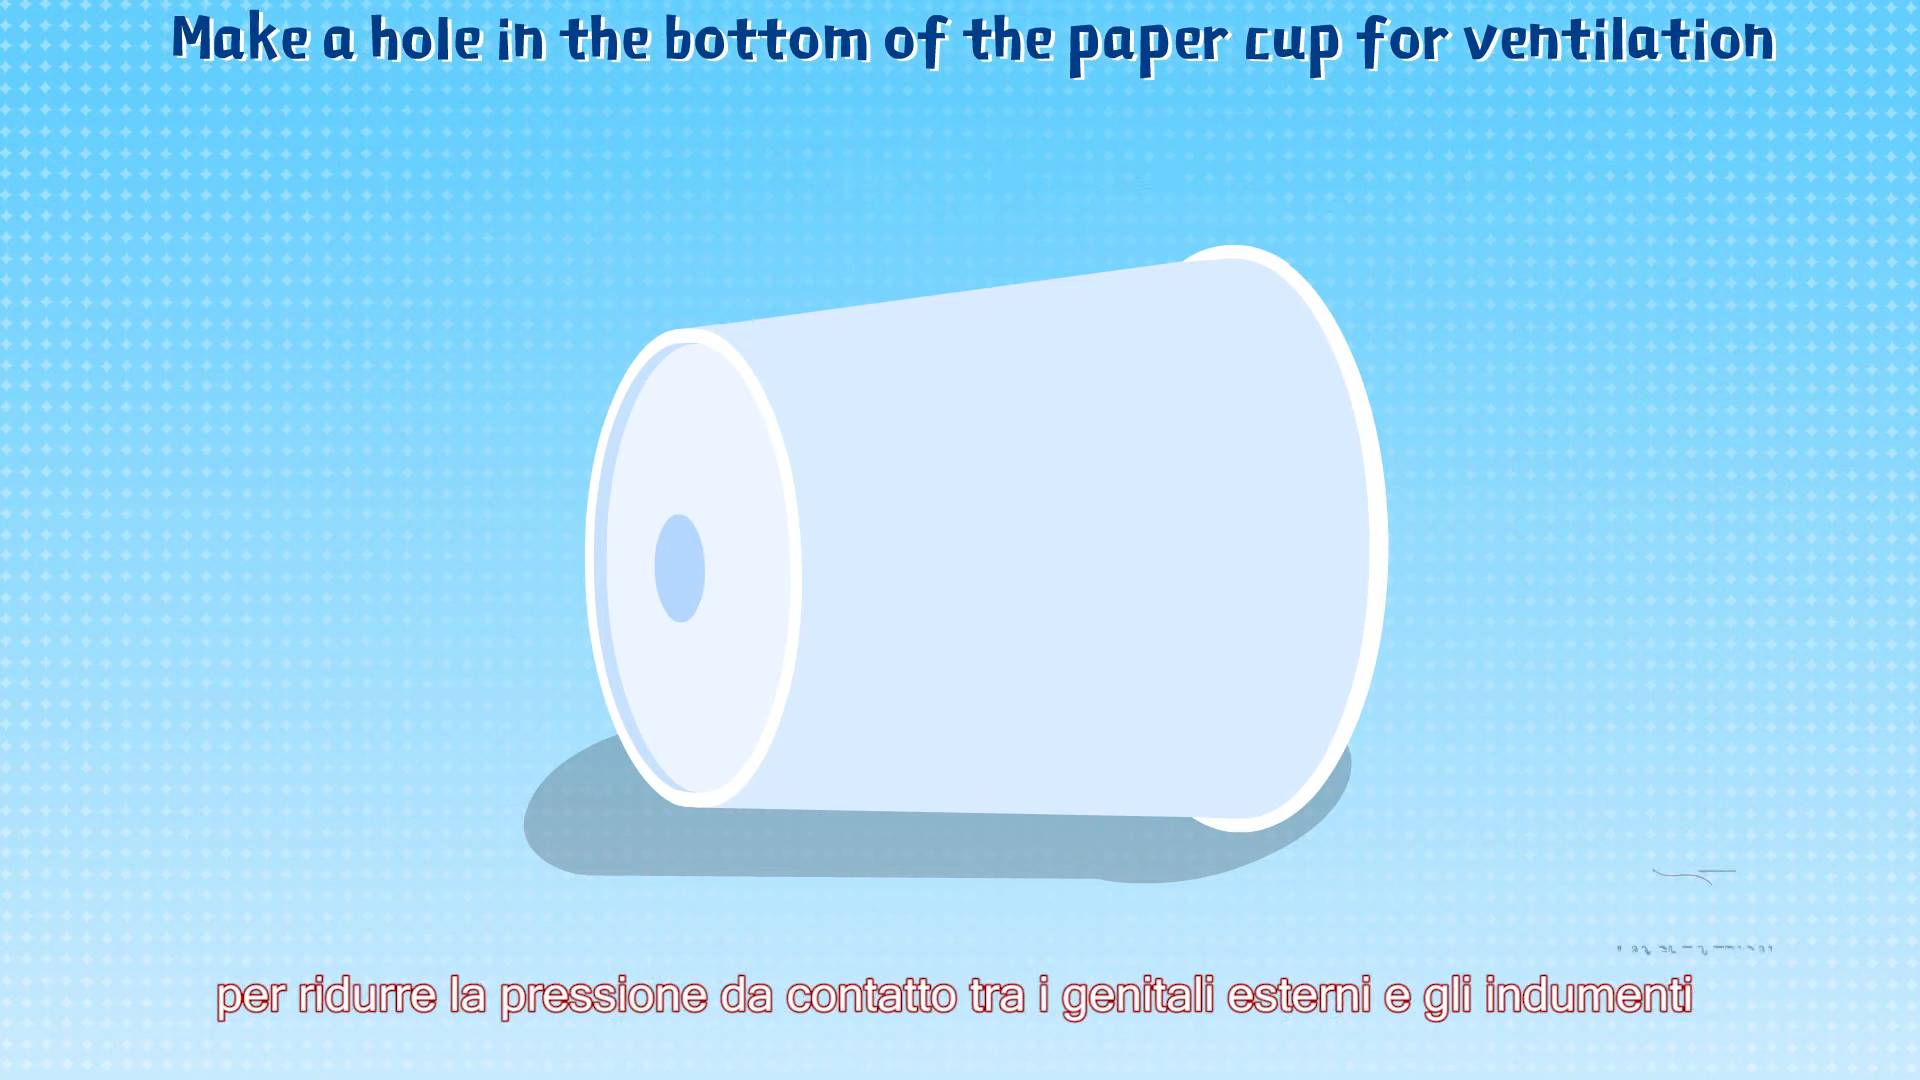 Make a hole in the bottom of the paper cup for ventilation
per ridurre la pressione da contatto tra i genitali esterni e gli indumenti